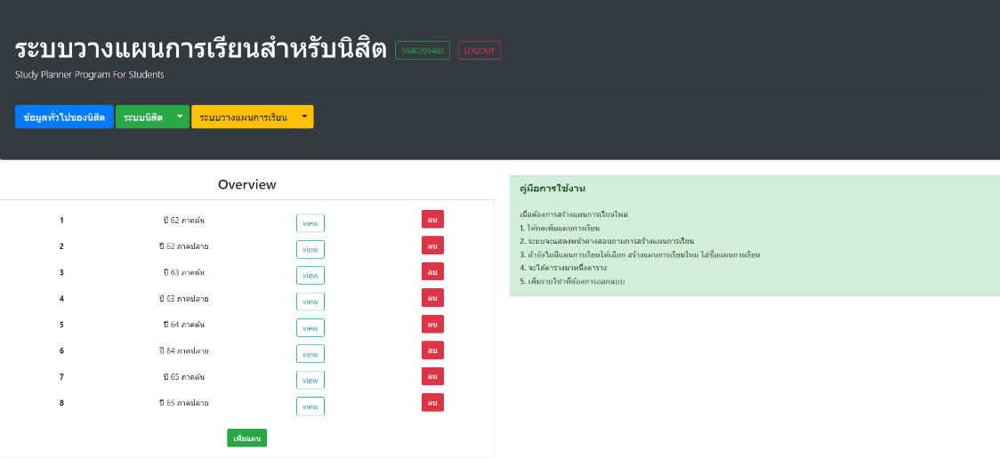 ระบบวางแผนการเรียนสำหรับนิสิต 5940205402 LOGOUT
Study Planner Program For Students
ข้อมูลทั่วไปของนิสิต ระบบนิสิต ระบบวางแผนการเรียน
Overview
1 ปี 62 ภาคต้น view ลบ
2 ปี 62 ภาคปลาย view ลบ
3 ปี 63 ภาคต้น view ลบ
4 ปี 63 ภาคปลาย view ลบ
5 ปี 64 ภาคต้น view ลบ
6 ปี 64 ภาคปลาย view ลบ
7 ปี 65 ภาคต้น view ลบ
8 ปี 65 ภาคปลาย view ลบ
เพิ่มแผน
คู่มือการใช้งาน
เมื่อต้องการสร้างแผนการเรียนใหม่
1. ให้กดเพิ่มแผนการเรียน
2. ระบบจะแสดงหน้าต่างสอบถามการสร้างแผนการเรียน
3. ถ้ายังไม่มีแผนการเรียนให้เลือก สร้างแผนการเรียนใหม่ ใส่ชื่อแผนการเรียน
4. จะได้ตารางมาหนึ่งตาราง
5. เพิ่มรายวิชาที่ต้องการออกแบบ